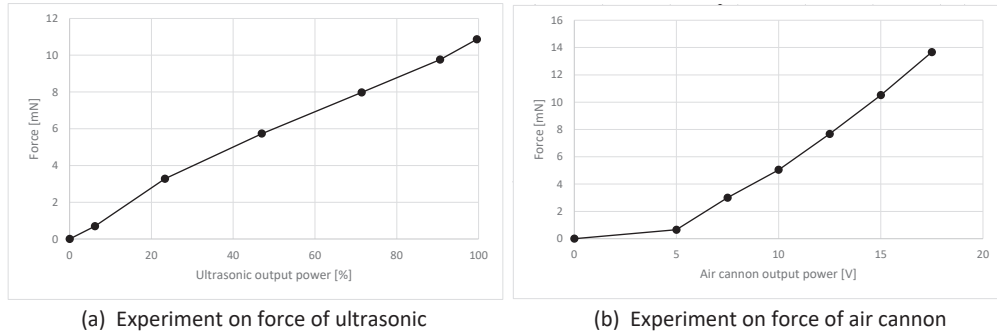 12
10
8
6
4
2
0
Force [mN]
0 20 40 60 80 100
Ultrasonic output power [%]
(a) Experiment on force of ultrasonic
16
14
12
10
8
6
4
2
0
Force [mN]
0 5 10 15 20
Air cannon output power [V]
(b) Experiment on force of air cannon